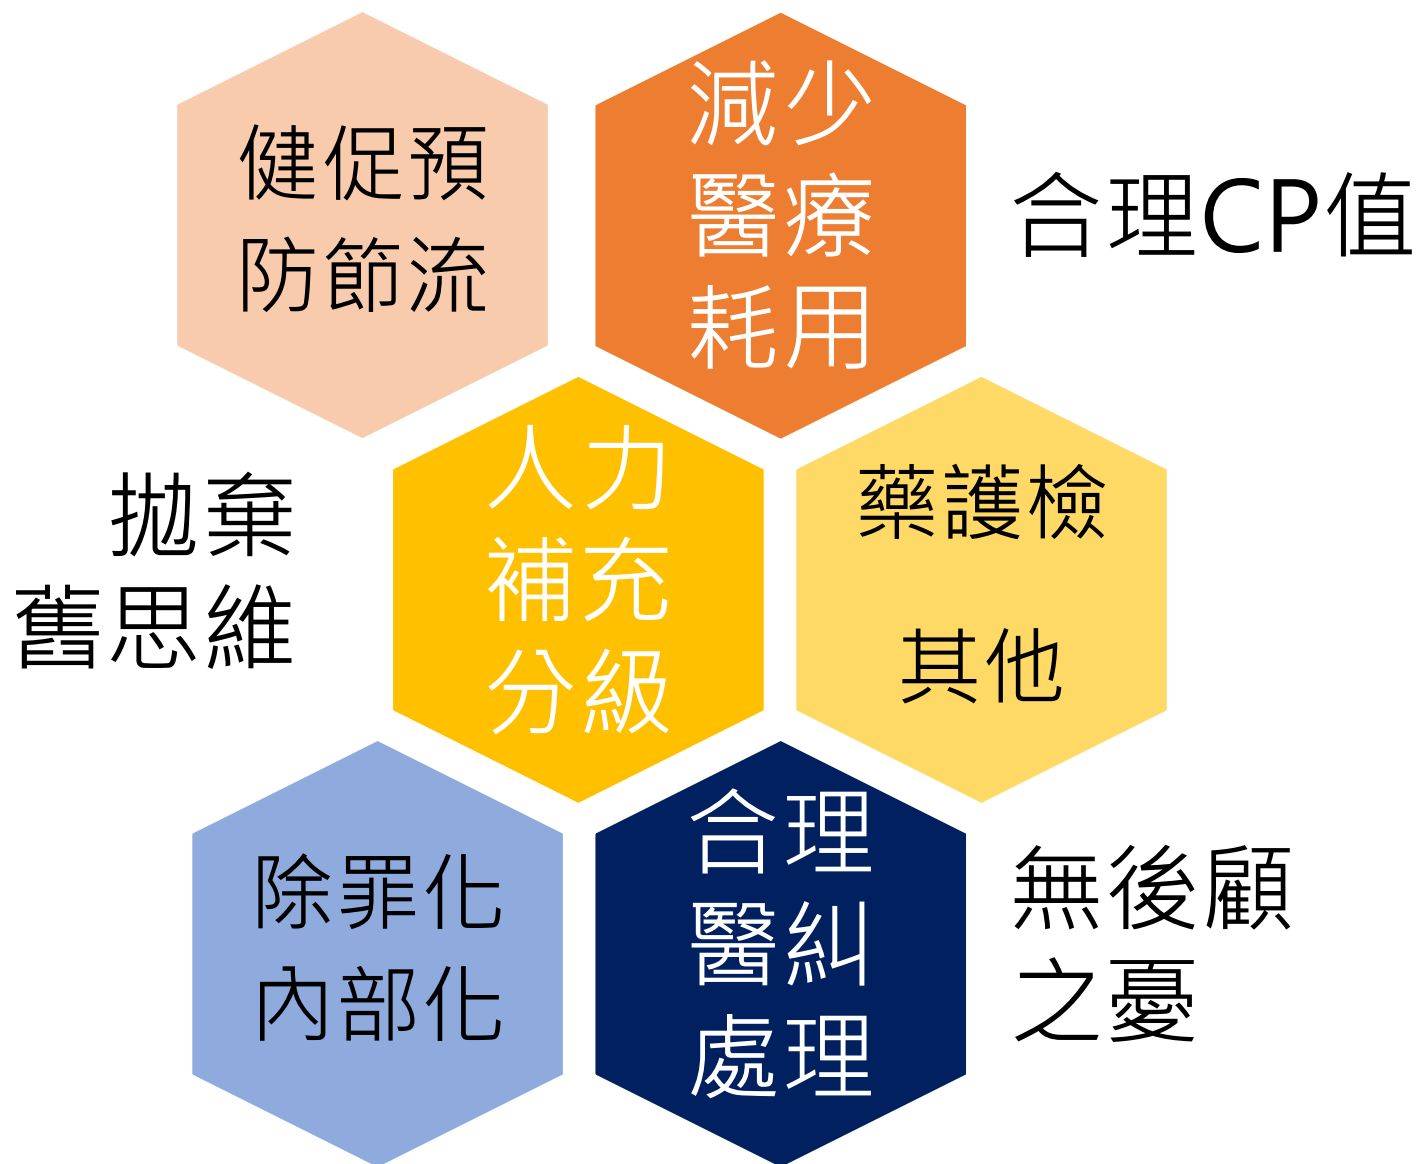 健促預
防節流
減少
醫療
耗用
合理CP值
拋棄
舊思維
人力
補充
分級
藥護檢
其他
除罪化
內部化
合理
醫糾
處理
無後顧
之憂